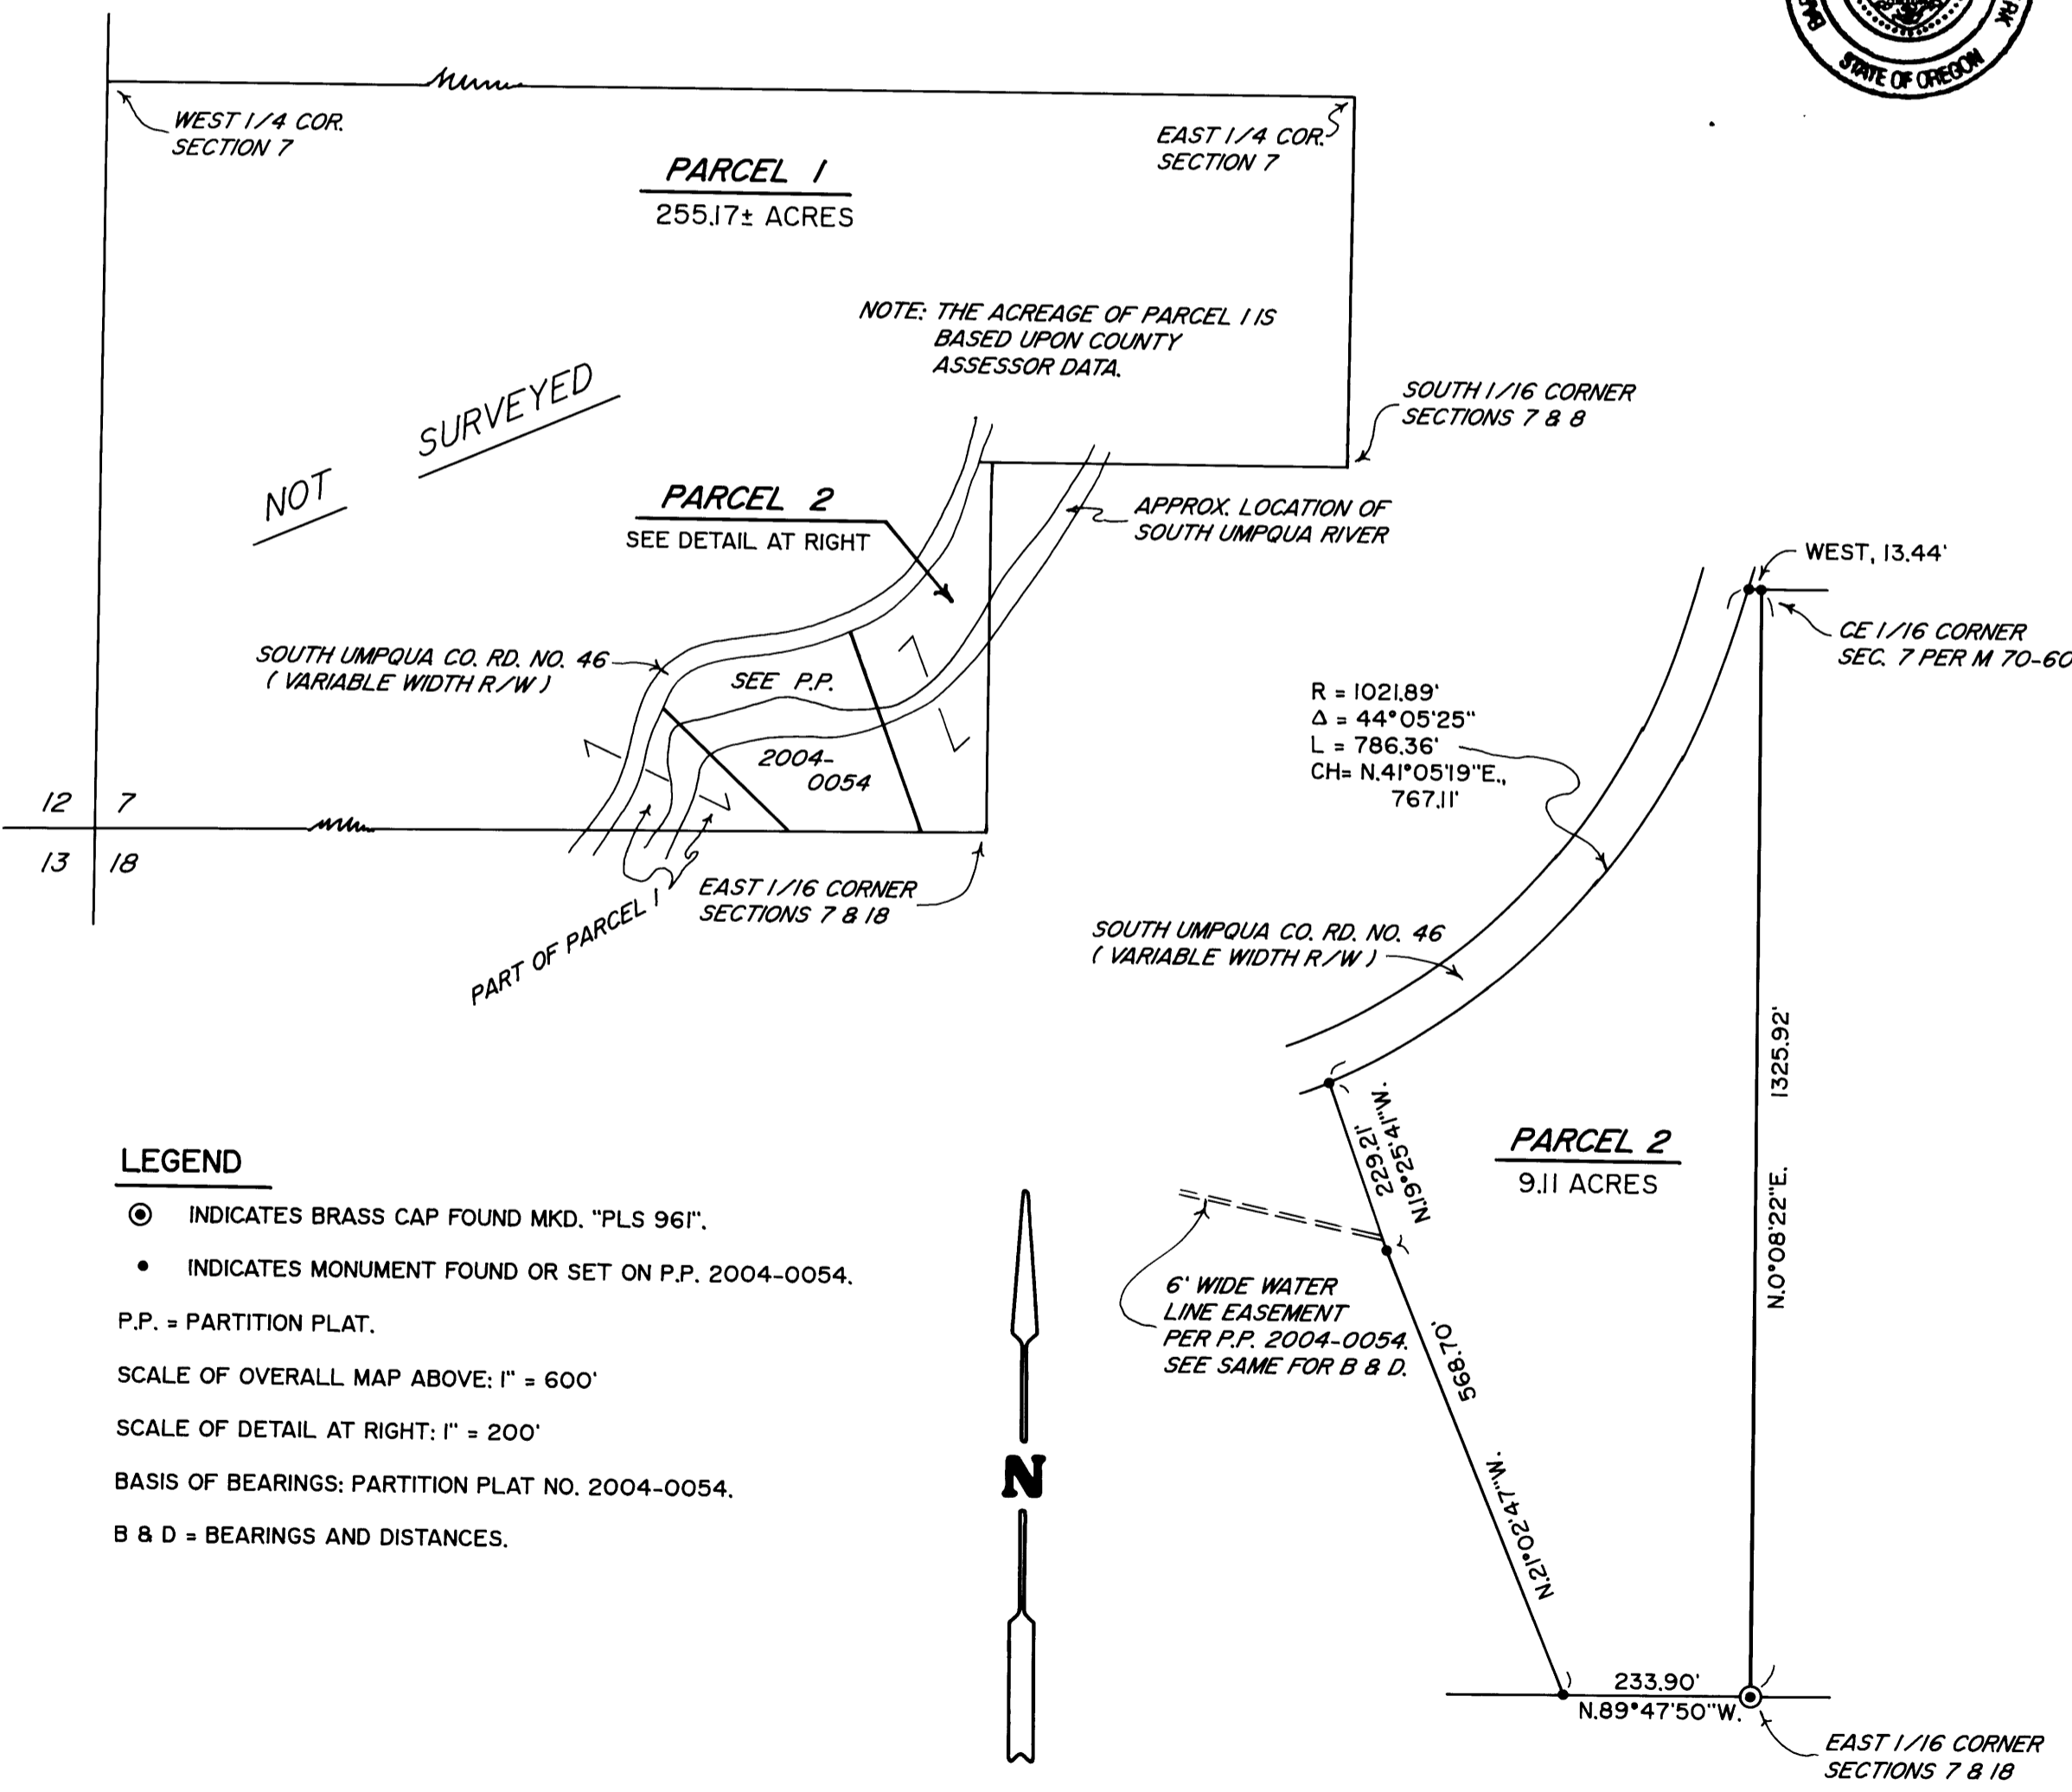 STATE OF OREGON
WEST 1/4 COR.
SECTION 7
EAST 1/4 COR.
SECTION 7
PARCEL 1
255.17± ACRES
NOTE: THE ACREAGE OF PARCEL 1 IS
BASED UPON COUNTY
ASSESSOR DATA.
NOT SURVEYED
SOUTH 1/16 CORNER
SECTIONS 7 & 8
PARCEL 2
SEE DETAIL AT RIGHT
APPROX. LOCATION OF
SOUTH UMPQUA RIVER
SOUTH UMPQUA CO. RD. NO. 46
( VARIABLE WIDTH R/W )
SEE P.P.
2004-
0054
12 7
13 18
EAST 1/16 CORNER
SECTIONS 7 & 18
PART OF PARCEL 1
WEST, 13.44'
CE 1/16 CORNER
SEC. 7 PER M 70-60
R = 1021.89'
Δ = 44°05'25"
L = 786.36'
CH= N.41°05'19"E.,
767.11'
SOUTH UMPQUA CO. RD. NO. 46
( VARIABLE WIDTH R/W )
1325.92'
N.0°08'22"E.
229.21'
N.19°25'41"W.
PARCEL 2
9.11 ACRES
6' WIDE WATER
LINE EASEMENT
PER P.P. 2004-0054.
SEE SAME FOR B & D.
568.70'
N.21°02'47"W.
233.90'
N.89°47'50"W.
EAST 1/16 CORNER
SECTIONS 7 & 18
LEGEND
INDICATES BRASS CAP FOUND MKD. "PLS 961".
INDICATES MONUMENT FOUND OR SET ON P.P. 2004-0054.
P.P. = PARTITION PLAT.
SCALE OF OVERALL MAP ABOVE: 1" = 600'
SCALE OF DETAIL AT RIGHT: 1" = 200'
BASIS OF BEARINGS: PARTITION PLAT NO. 2004-0054.
B & D = BEARINGS AND DISTANCES.
N